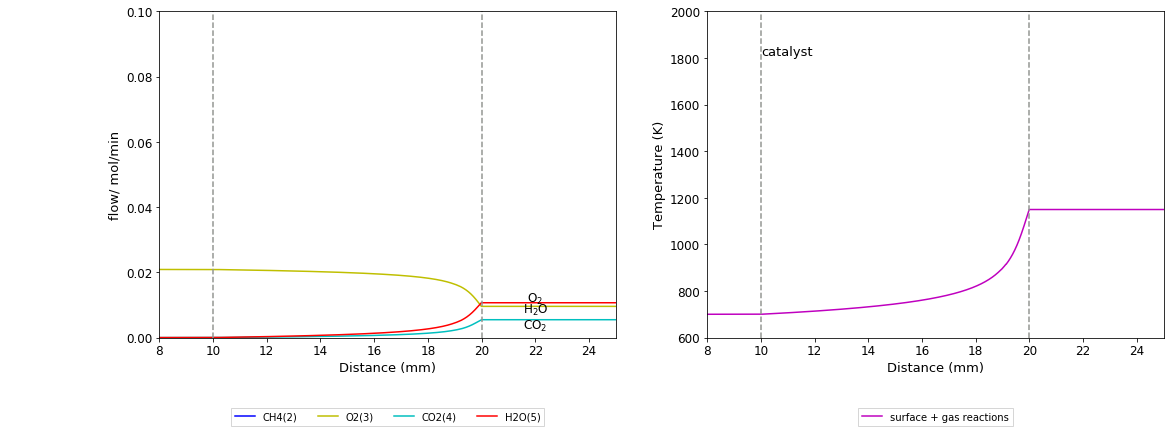 0.10
0.08
0.06
0.04
0.02
0.00
flow/ mol/min
O2
H2O
CO2
8 10 12 14 16 18 20 22 24
Distance (mm)
CH4(2) O2(3) CO2(4) H2O(5)
2000
1800
1600
1400
1200
1000
800
600
Temperature (K)
catalyst
8 10 12 14 16 18 20 22 24
Distance (mm)
surface + gas reactions